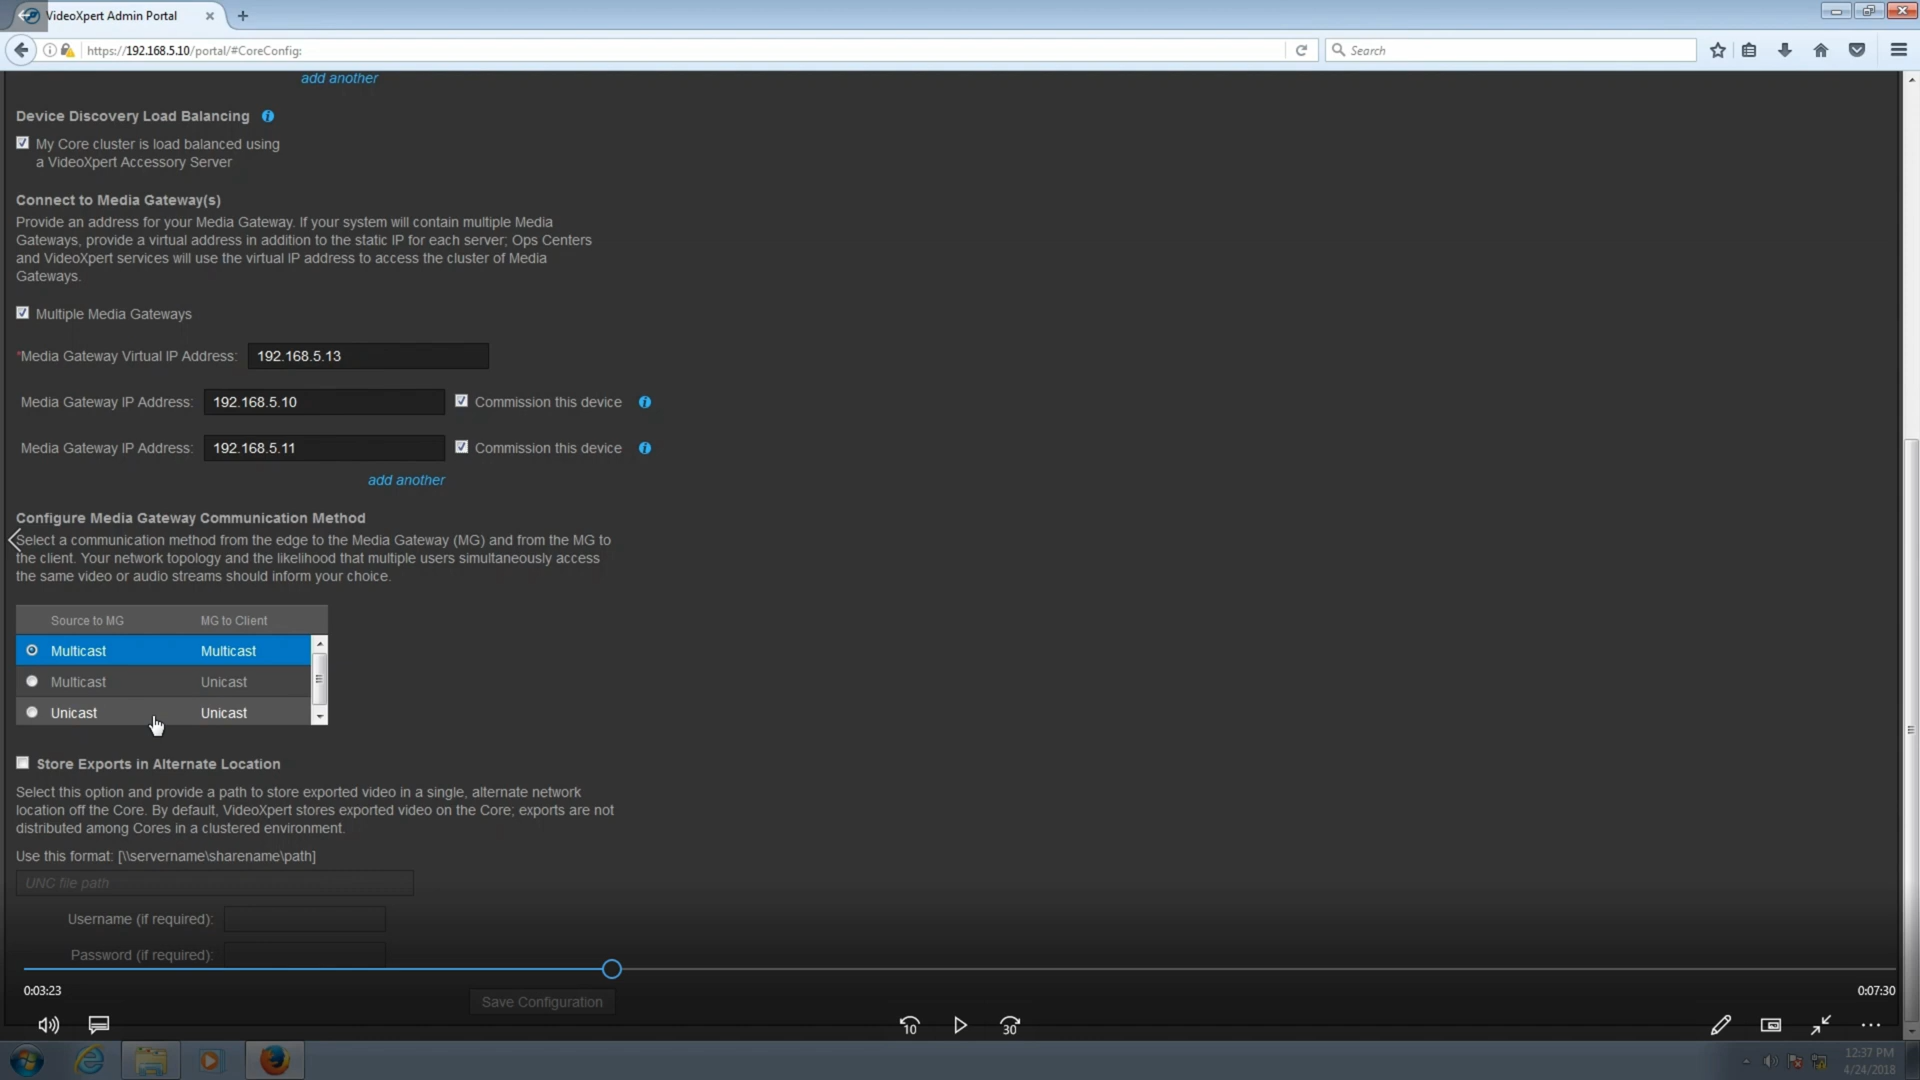 VideoXpert Admin Portal
https://192.168.5.10/portal/#CoreConfig:
Search
add another
Device Discovery Load Balancing
My Core cluster is load balanced using
a VideoXpert Accessory Server
Connect to Media Gateway(s)
Provide an address for your Media Gateway. If your system will contain multiple Media
Gateways, provide a virtual address in addition to the static IP for each server; Ops Centers
and VideoXpert services will use the virtual IP address to access the cluster of Media
Gateways.
Multiple Media Gateways
*Media Gateway Virtual IP Address: 192.168.5.13
Media Gateway IP Address: 192.168.5.10 Commission this device
Media Gateway IP Address: 192.168.5.11 Commission this device
add another
Configure Media Gateway Communication Method
Select a communication method from the edge to the Media Gateway (MG) and from the MG to
the client. Your network topology and the likelihood that multiple users simultaneously access
the same video or audio streams should inform your choice.
Source to MG MG to Client
Multicast Multicast
Multicast Unicast
Unicast Unicast
Store Exports in Alternate Location
Select this option and provide a path to store exported video in a single, alternate network
location off the Core. By default, VideoXpert stores exported video on the Core; exports are not
distributed among Cores in a clustered environment.
Use this format: [\\servername\sharename\path]
UNC file path
Username (if required):
Password (if required):
0:03:23 0:07:30
Save Configuration
10 30
12:37 PM
4/24/2018